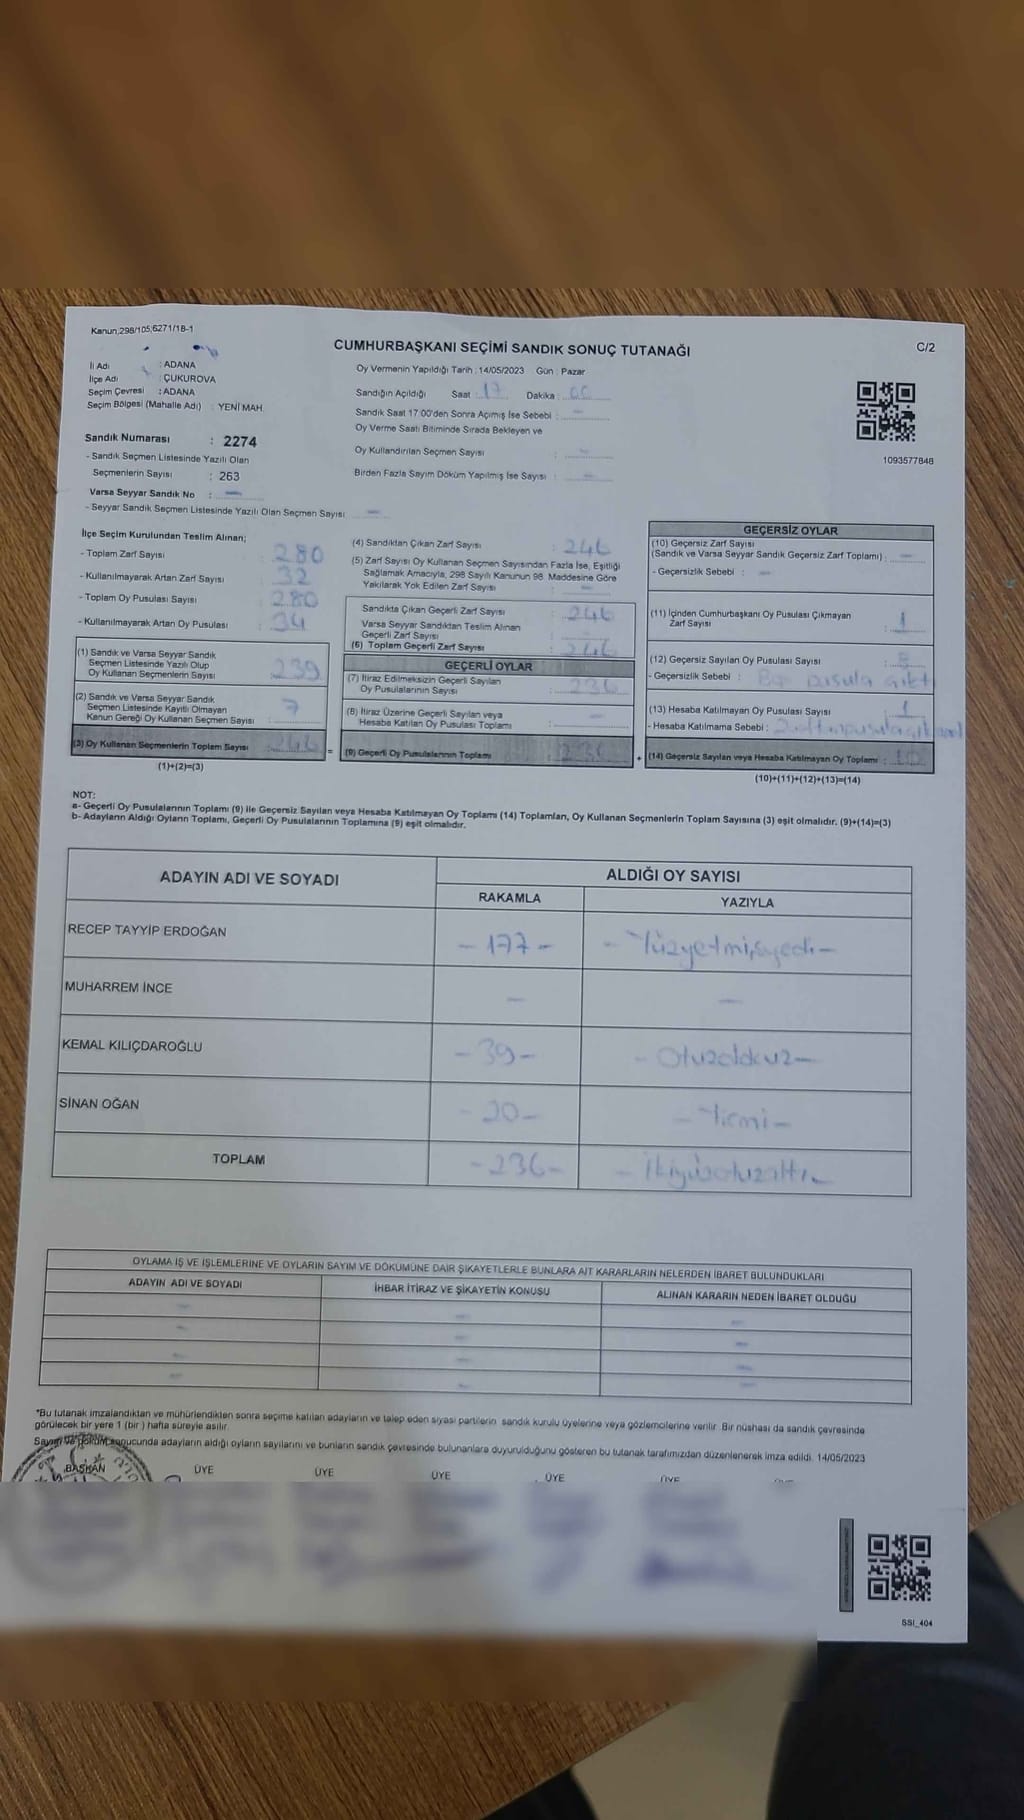 Kanun;298/105;6271/18-1
C/2
CUMHURBAŞKANI SEÇİMİ SANDIK SONUÇ TUTANAĞI
İl Adı : ADANA
İlçe Adı : ÇUKUROVA
Seçim Çevresi : ADANA
Seçim Bölgesi (Mahalle Adı) : YENİ MAH.
Sandık Numarası : 2274
- Sandık Seçmen Listesinde Yazılı Olan
Seçmenlerin Sayısı : 263
Varsa Seyyar Sandık No : —
- Seyyar Sandık Seçmen Listesinde Yazılı Olan Seçmen Sayısı : —
Oy Vermenin Yapıldığı Tarih : 14/05/2023 Gün : Pazar
Sandığın Açıldığı Saat : 17 Dakika :
Sandık Saat 17:00'den Sonra Açımış İse Sebebi : —
Oy Verme Saati Bitiminde Sırada Bekleyen ve
Oy Kullandırılan Seçmen Sayısı : —
Birden Fazla Sayım Döküm Yapılmış İse Sayısı : —
1093577848
İlçe Seçim Kurulundan Teslim Alınan;
- Toplam Zarf Sayısı : 280
- Kullanılmayarak Artan Zarf Sayısı : 32
- Toplam Oy Pusulası Sayısı : 280
- Kullanılmayarak Artan Oy Pusulası : 34
(1) Sandık ve Varsa Seyyar Sandık
Seçmen Listesinde Yazılı Olup
Oy Kullanan Seçmenlerin Sayısı : 239
(2) Sandık ve Varsa Seyyar Sandık
Seçmen Listesinde Kayıtlı Olmayan
Kanun Gereği Oy Kullanan Seçmen Sayısı : 7
(3) Oy Kullanan Seçmenlerin Toplam Sayısı : 246
(1)+(2)=(3)
(4) Sandıktan Çıkan Zarf Sayısı : 246
(5) Zarf Sayısı Oy Kullanan Seçmen Sayısından Fazla İse, Eşitliği
Sağlamak Amacıyla, 298 Sayılı Kanunun 98. Maddesine Göre
Yakılarak Yok Edilen Zarf Sayısı : —
Sandıkta Çıkan Geçerli Zarf Sayısı : 246
Varsa Seyyar Sandıktan Teslim Alınan
Geçerli Zarf Sayısı :
(6) Toplam Geçerli Zarf Sayısı : 246
GEÇERLİ OYLAR
(7) İtiraz Edilmeksizin Geçerli Sayılan
Oy Pusulalarının Sayısı : 236
(8) İtiraz Üzerine Geçerli Sayılan veya
Hesaba Katılan Oy Pusulası Toplamı : —
(9) Geçerli Oy Pusulalarının Toplamı : 236
GEÇERSİZ OYLAR
(10) Geçersiz Zarf Sayısı
(Sandık ve Varsa Seyyar Sandık Geçersiz Zarf Toplamı) : —
- Geçersizlik Sebebi : —
(11) İçinden Cumhurbaşkanı Oy Pusulası Çıkmayan
Zarf Sayısı : 1
(12) Geçersiz Sayılan Oy Pusulası Sayısı : 8
- Geçersizlik Sebebi : pusula çıktı
(13) Hesaba Katılmayan Oy Pusulası Sayısı : 1
- Hesaba Katılmama Sebebi :
(14) Geçersiz Sayılan veya Hesaba Katılmayan Oy Toplamı : 10
(10)+(11)+(12)+(13)=(14)
NOT:
a- Geçerli Oy Pusulalarının Toplamı (9) ile Geçersiz Sayılan veya Hesaba Katılmayan Oy Toplamı (14) Toplamları, Oy Kullanan Seçmenlerin Toplam Sayısına (3) eşit olmalıdır. (9)+(14)=(3)
b- Adayların Aldığı Oyların Toplamı, Geçerli Oy Pusulalarının Toplamına (9) eşit olmalıdır.
ADAYIN ADI VE SOYADI
ALDIĞI OY SAYISI
RAKAMLA YAZIYLA
RECEP TAYYİP ERDOĞAN - 177 - - Yüzyetmişyedi -
MUHARREM İNCE — —
KEMAL KILIÇDAROĞLU - 39 - - Otuzdokuz -
SİNAN OĞAN - 20 - - Yirmi -
TOPLAM - 236 - - İkiyüzotuzaltı -
OYLAMA İŞ VE İŞLEMLERİNE VE OYLARIN SAYIM VE DÖKÜMÜNE DAİR ŞİKAYETLERLE BUNLARA AİT KARARLARIN NELERDEN İBARET BULUNDUKLARI
ADAYIN ADI VE SOYADI İHBAR İTİRAZ VE ŞİKAYETİN KONUSU ALINAN KARARIN NEDEN İBARET OLDUĞU
— — —
— — —
— — —
— — —
*Bu tutanak imzalandıktan ve mühürlendikten sonra seçime katılan adayların ve talep eden siyasi partilerin sandık kurulu üyelerine veya gözlemcilerine verilir. Bir nüshası da sandık çevresinde
görülecek bir yere 1 (bir ) hafta süreyle asılır.
Sayım ve döküm sonucunda adayların aldığı oyların sayılarını ve bunların sandık çevresinde bulunanlara duyurulduğunu gösteren bu tutanak tarafımızdan düzenlenerek imza edildi. 14/05/2023
BAŞKAN ÜYE ÜYE ÜYE ÜYE ÜYE
SSI_404